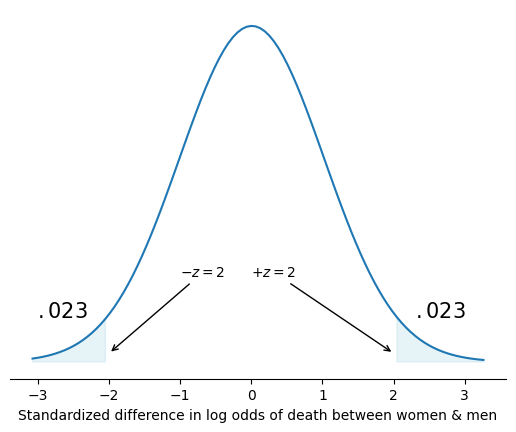 −z = 2 +z = 2
.023 .023
−3 −2 −1 0 1 2 3
Standardized difference in log odds of death between women & men